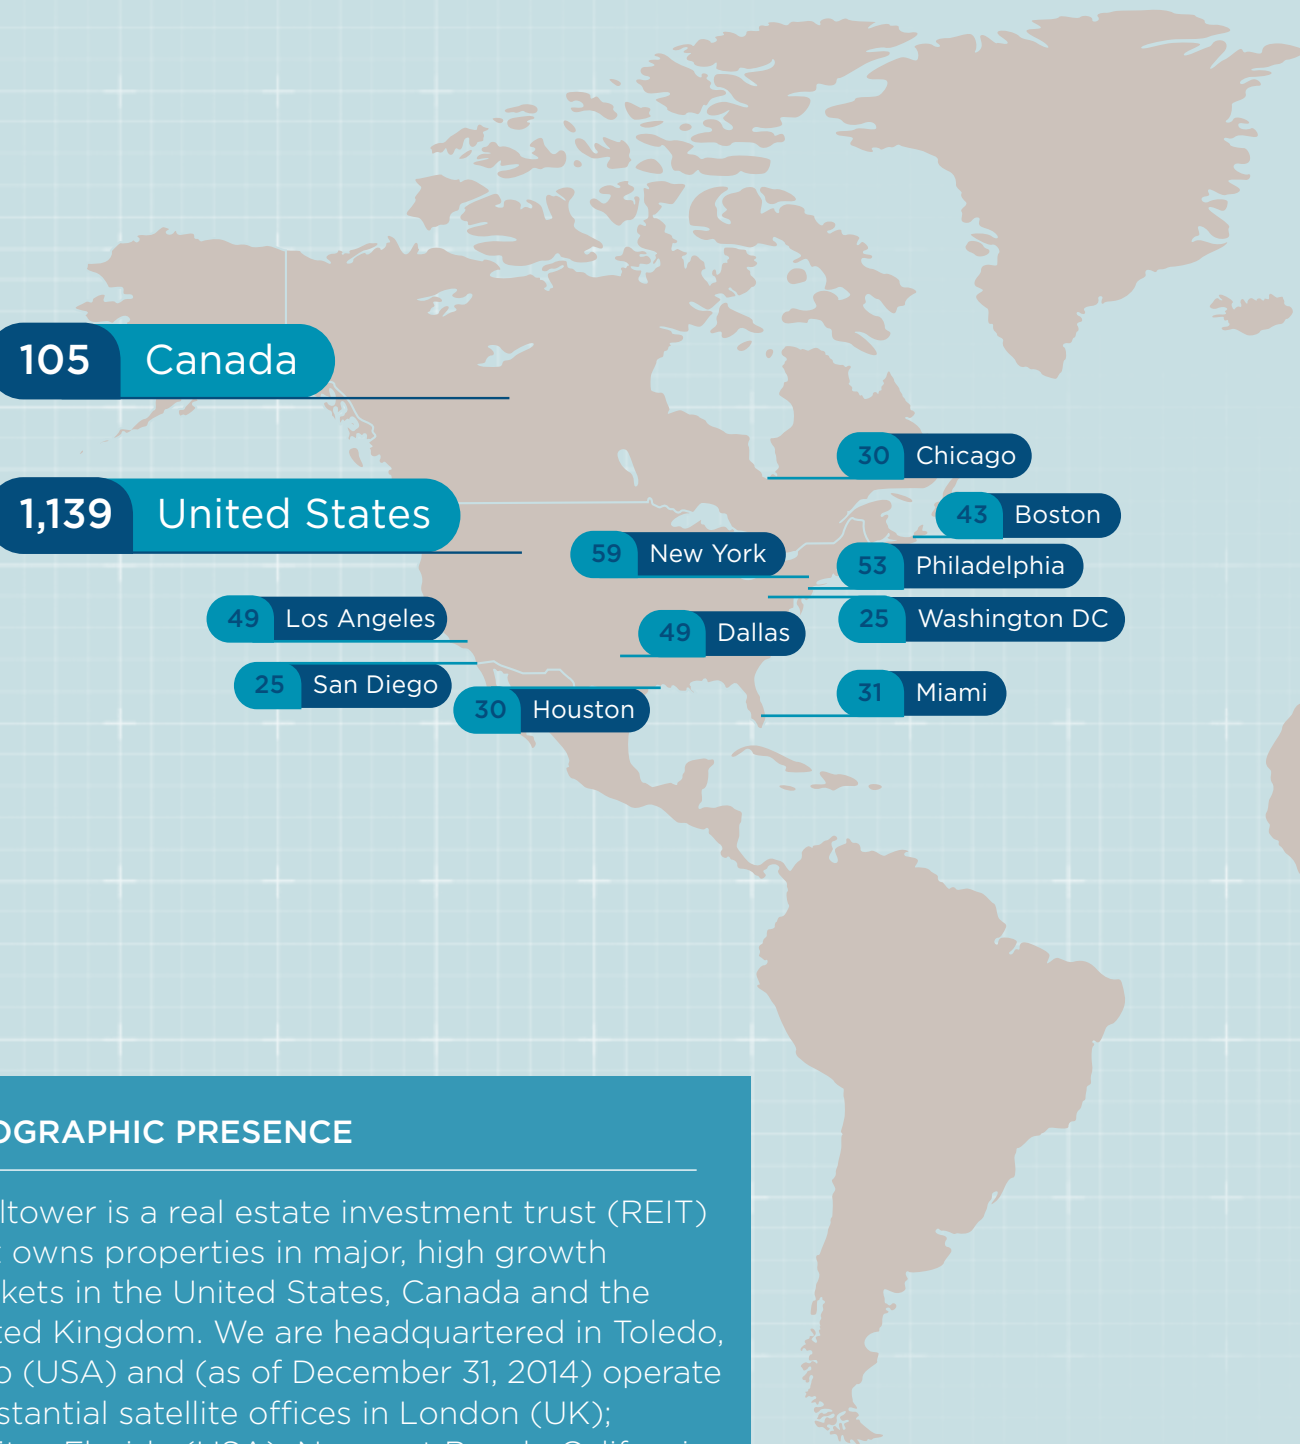 105 Canada
30 Chicago
1,139 United States
43 Boston
59 New York
53 Philadelphia
49 Los Angeles
49 Dallas
25 Washington DC
25 San Diego
30 Houston
31 Miami
OGRAPHIC PRESENCE
ltower is a real estate investment trust (REIT)
owns properties in major, high growth
kets in the United States, Canada and the
ted Kingdom. We are headquartered in Toledo,
o (USA) and (as of December 31, 2014) operate
stantial satellite offices in London (UK);